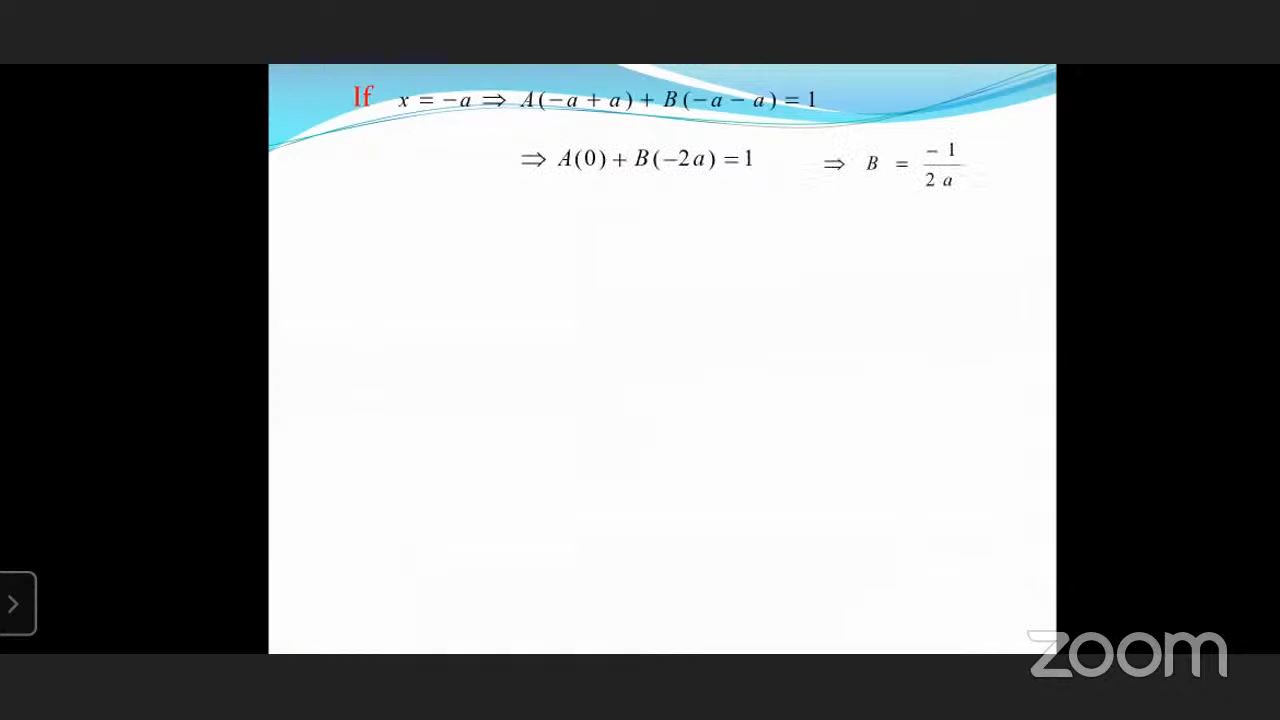 If x = −a ⇒ A(−a + a) + B(−a − a) = 1
⇒ A(0) + B(−2a) = 1 ⇒ B = −1 / 2a
zoom